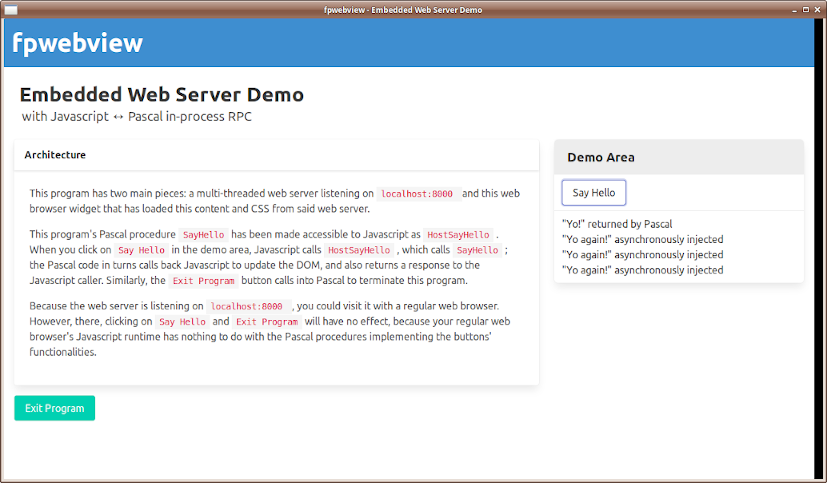 fpwebview - Embedded Web Server Demo
fpwebview
Embedded Web Server Demo
with Javascript ↔ Pascal in-process RPC
Architecture
This program has two main pieces: a multi-threaded web server listening on localhost:8000 and this web
browser widget that has loaded this content and CSS from said web server.
This program's Pascal procedure SayHello has been made accessible to Javascript as HostSayHello .
When you click on Say Hello in the demo area, Javascript calls HostSayHello , which calls SayHello ;
the Pascal code in turns calls back Javascript to update the DOM, and also returns a response to the
Javascript caller. Similarly, the Exit Program button calls into Pascal to terminate this program.
Because the web server is listening on localhost:8000 , you could visit it with a regular web browser.
However, there, clicking on Say Hello and Exit Program will have no effect, because your regular web
browser's Javascript runtime has nothing to do with the Pascal procedures implementing the buttons'
functionalities.
Exit Program
Demo Area
Say Hello
"Yo!" returned by Pascal
"Yo again!" asynchronously injected
"Yo again!" asynchronously injected
"Yo again!" asynchronously injected